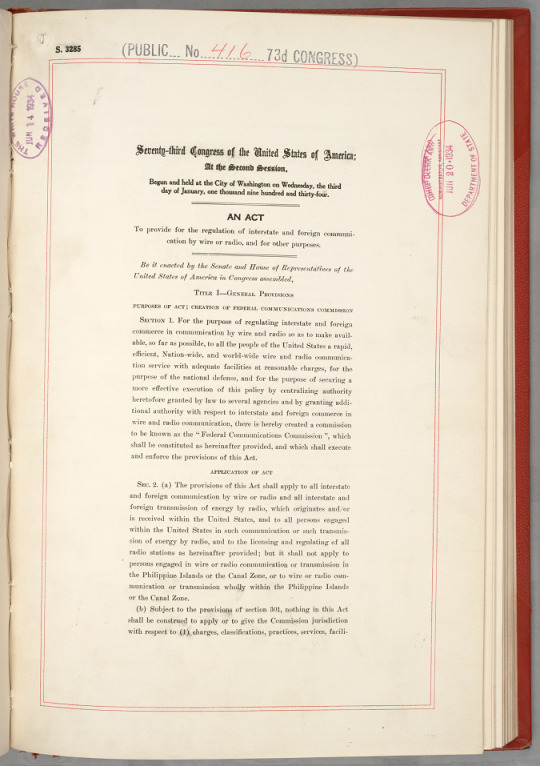 S. 3285
(PUBLIC No. 416 73d CONGRESS)
THE WHITE HOUSE
JUN 14 1934
RECEIVED
JUN 20 1934
DEPARTMENT OF STATE
Seventy-third Congress of the United States of America;
At the Second Session,
Begun and held at the City of Washington on Wednesday, the third
day of January, one thousand nine hundred and thirty-four.
AN ACT
To provide for the regulation of interstate and foreign communi-
cation by wire or radio, and for other purposes.
Be it enacted by the Senate and House of Representatives of the
United States of America in Congress assembled,
TITLE I—GENERAL PROVISIONS
PURPOSES OF ACT; CREATION OF FEDERAL COMMUNICATIONS COMMISSION
SECTION 1. For the purpose of regulating interstate and foreign
commerce in communication by wire and radio so as to make avail-
able, so far as possible, to all the people of the United States a rapid,
efficient, Nation-wide, and world-wide wire and radio communica-
tion service with adequate facilities at reasonable charges, for the
purpose of the national defense, and for the purpose of securing a
more effective execution of this policy by centralizing authority
heretofore granted by law to several agencies and by granting addi-
tional authority with respect to interstate and foreign commerce in
wire and radio communication, there is hereby created a commission
to be known as the "Federal Communications Commission", which
shall be constituted as hereinafter provided, and which shall execute
and enforce the provisions of this Act.
APPLICATION OF ACT
SEC. 2. (a) The provisions of this Act shall apply to all interstate
and foreign communication by wire or radio and all interstate and
foreign transmission of energy by radio, which originates and/or
is received within the United States, and to all persons engaged
within the United States in such communication or such transmis-
sion of energy by radio, and to the licensing and regulating of all
radio stations as hereinafter provided; but it shall not apply to
persons engaged in wire or radio communication or transmission in
the Philippine Islands or the Canal Zone, or to wire or radio com-
munication or transmission wholly within the Philippine Islands
or the Canal Zone.
(b) Subject to the provisions of section 301, nothing in this Act
shall be construed to apply or to give the Commission jurisdiction
with respect to (1) charges, classifications, practices, services, facili-